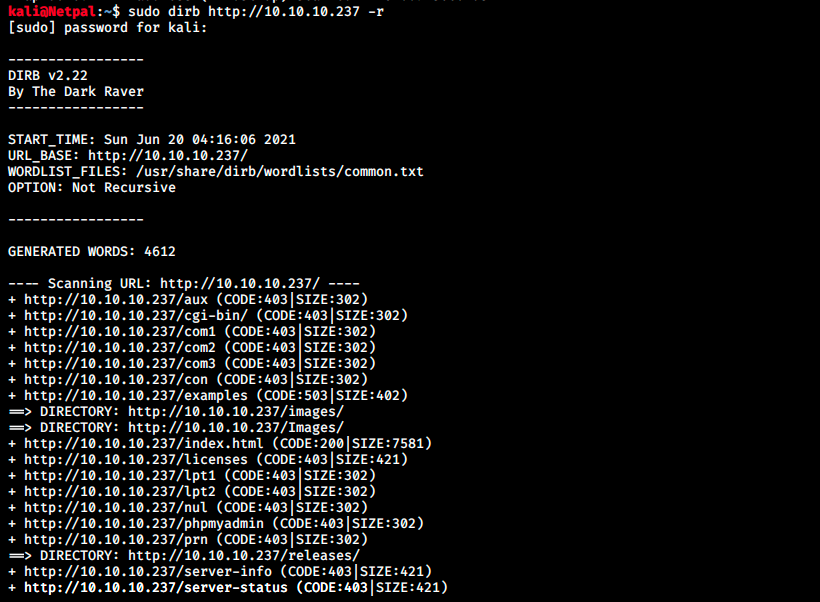 kali@Netpal:~$ sudo dirb http://10.10.10.237 -r
[sudo] password for kali:
-----------------
DIRB v2.22
By The Dark Raver
-----------------
START_TIME: Sun Jun 20 04:16:06 2021
URL_BASE: http://10.10.10.237/
WORDLIST_FILES: /usr/share/dirb/wordlists/common.txt
OPTION: Not Recursive
-----------------
GENERATED WORDS: 4612
---- Scanning URL: http://10.10.10.237/ ----
+ http://10.10.10.237/aux (CODE:403|SIZE:302)
+ http://10.10.10.237/cgi-bin/ (CODE:403|SIZE:302)
+ http://10.10.10.237/com1 (CODE:403|SIZE:302)
+ http://10.10.10.237/com2 (CODE:403|SIZE:302)
+ http://10.10.10.237/com3 (CODE:403|SIZE:302)
+ http://10.10.10.237/con (CODE:403|SIZE:302)
+ http://10.10.10.237/examples (CODE:503|SIZE:402)
==> DIRECTORY: http://10.10.10.237/images/
==> DIRECTORY: http://10.10.10.237/Images/
+ http://10.10.10.237/index.html (CODE:200|SIZE:7581)
+ http://10.10.10.237/licenses (CODE:403|SIZE:421)
+ http://10.10.10.237/lpt1 (CODE:403|SIZE:302)
+ http://10.10.10.237/lpt2 (CODE:403|SIZE:302)
+ http://10.10.10.237/nul (CODE:403|SIZE:302)
+ http://10.10.10.237/phpmyadmin (CODE:403|SIZE:302)
+ http://10.10.10.237/prn (CODE:403|SIZE:302)
==> DIRECTORY: http://10.10.10.237/releases/
+ http://10.10.10.237/server-info (CODE:403|SIZE:421)
+ http://10.10.10.237/server-status (CODE:403|SIZE:421)